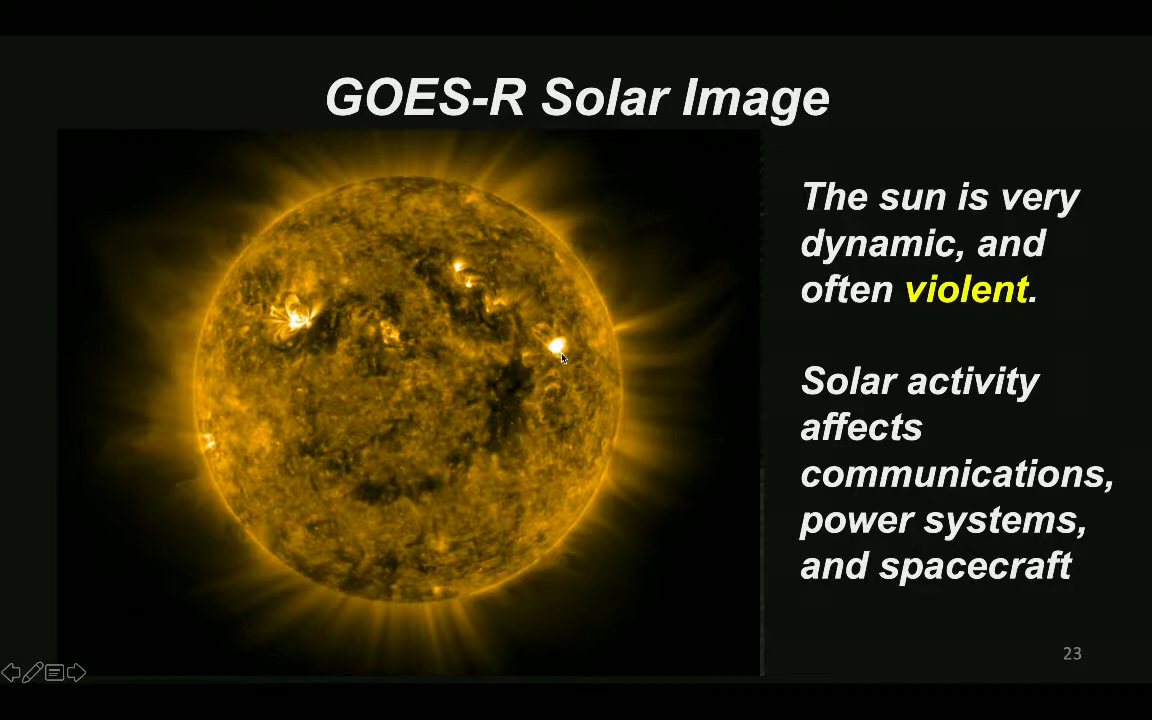 GOES-R Solar Image
The sun is very
dynamic, and
often violent.
Solar activity
affects
communications,
power systems,
and spacecraft
23